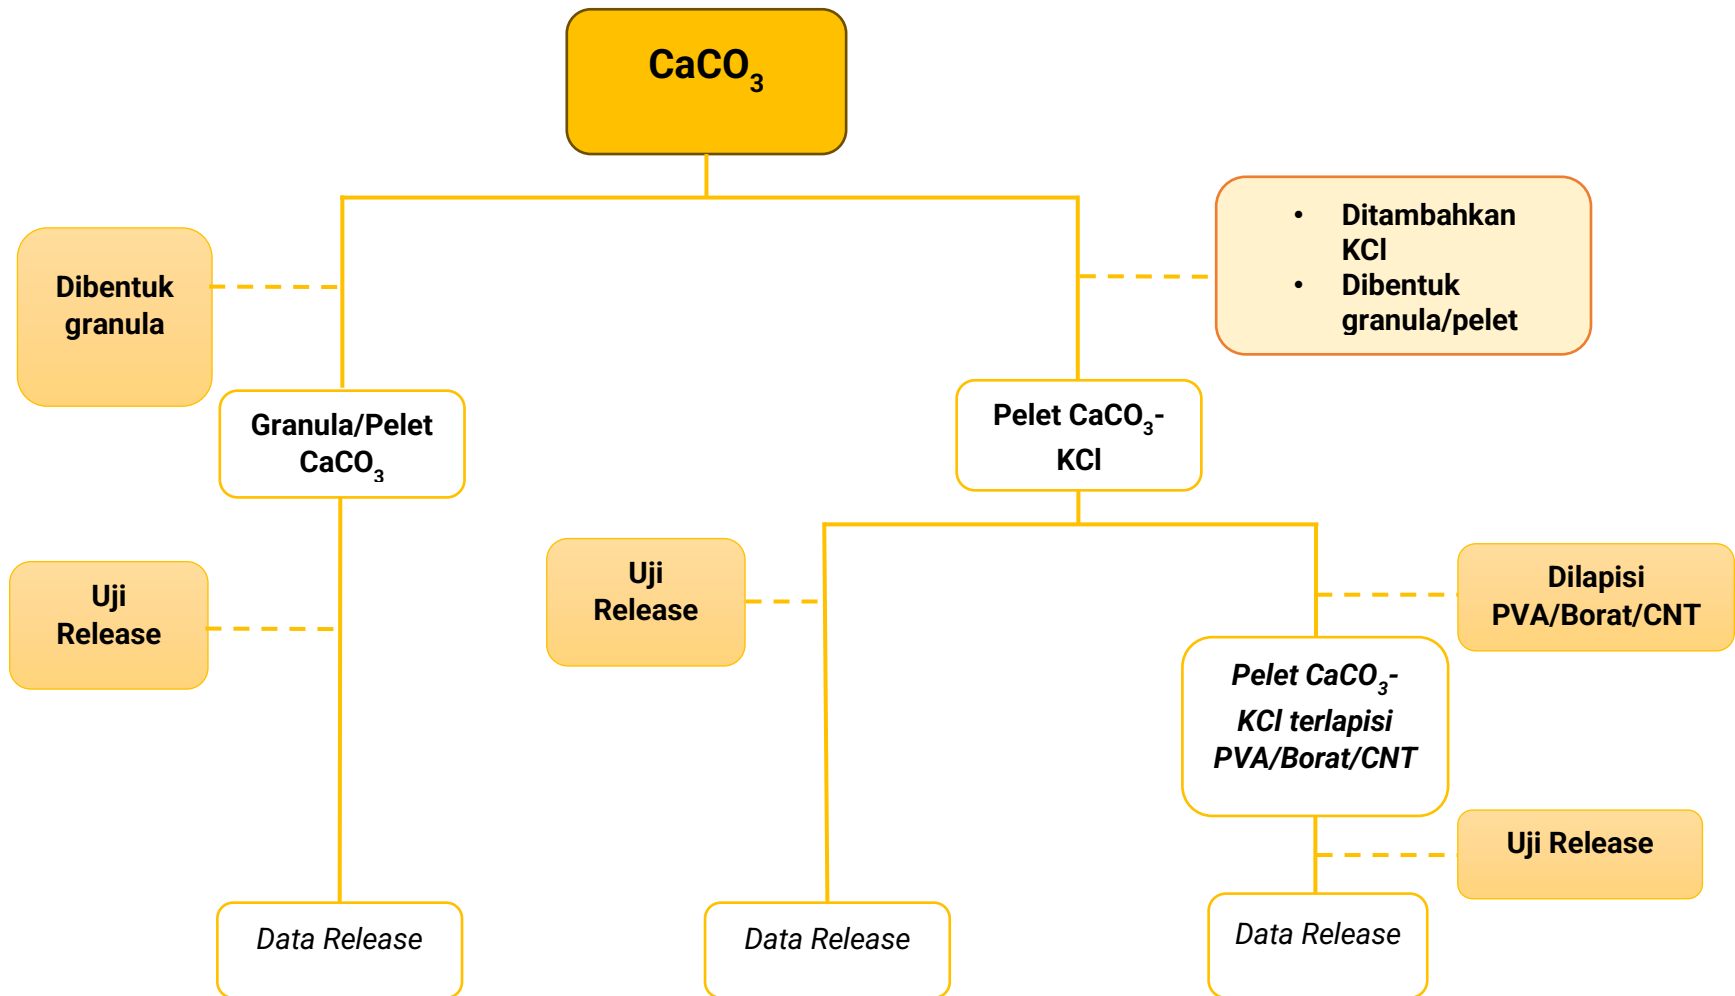 CaCO₃
• Ditambahkan
KCl
• Dibentuk
granula/pelet
Dibentuk
granula
Granula/Pelet
CaCO₃
Pelet CaCO₃-
KCl
Uji
Release
Uji
Release
Dilapisi
PVA/Borat/CNT
Pelet CaCO₃-
KCl terlapisi
PVA/Borat/CNT
Uji Release
Data Release
Data Release
Data Release